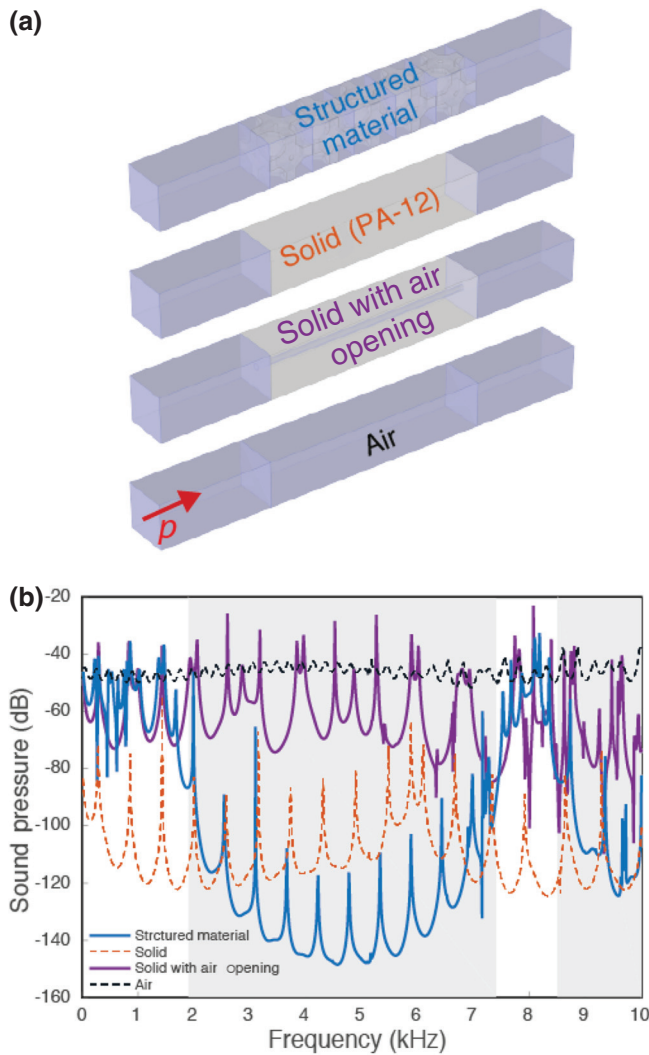 (a)
Structured
material
Solid (PA-12)
Solid with air
opening
Air
p
(b)
-20
-40
-60
-80
-100
-120
-140
-160
Sound pressure (dB)
Strctured material
Solid
Solid with air opening
Air
0 1 2 3 4 5 6 7 8 9 10
Frequency (kHz)